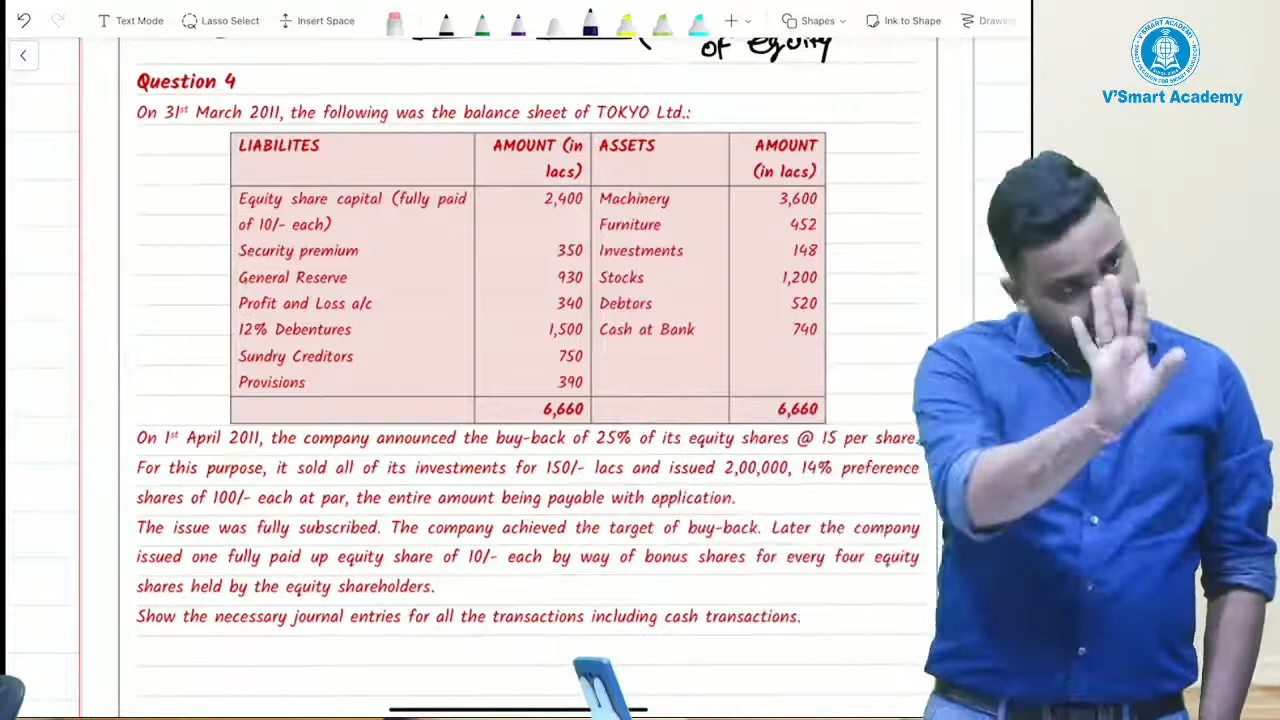 Text Mode Lasso Select Insert Space Shapes Ink to Shape Drawing
of equity
V'SMART ACADEMY
V'Smart Academy
Question 4
On 31st March 2011, the following was the balance sheet of TOKYO Ltd.:
LIABILITES AMOUNT (in lacs) ASSETS AMOUNT (in lacs)
Equity share capital (fully paid of 10/- each) 2,400 Machinery 3,600
Furniture 452
Security premium 350 Investments 148
General Reserve 930 Stocks 1,200
Profit and Loss a/c 340 Debtors 520
12% Debentures 1,500 Cash at Bank 740
Sundry Creditors 750
Provisions 390
6,660 6,660
On 1st April 2011, the company announced the buy-back of 25% of its equity shares @ 15 per share.
For this purpose, it sold all of its investments for 150/- lacs and issued 2,00,000, 14% preference
shares of 100/- each at par, the entire amount being payable with application.
The issue was fully subscribed. The company achieved the target of buy-back. Later the company
issued one fully paid up equity share of 10/- each by way of bonus shares for every four equity
shares held by the equity shareholders.
Show the necessary journal entries for all the transactions including cash transactions.